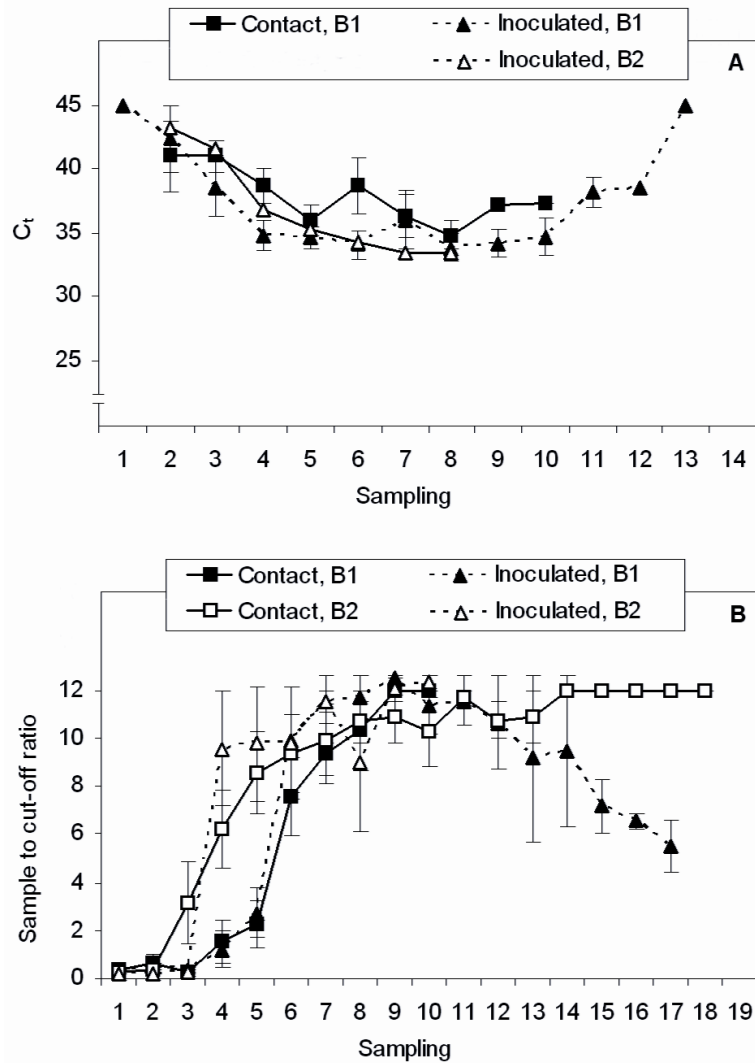 Contact, B1 Inoculated, B1
Inoculated, B2
A
45
40
35
30
25
Ct
1 2 3 4 5 6 7 8 9 10 11 12 13 14
Sampling
Contact, B1 Inoculated, B1
Contact, B2 Inoculated, B2
B
12
10
8
6
4
2
0
Sample to cut-off ratio
1 2 3 4 5 6 7 8 9 10 11 12 13 14 15 16 17 18 19
Sampling